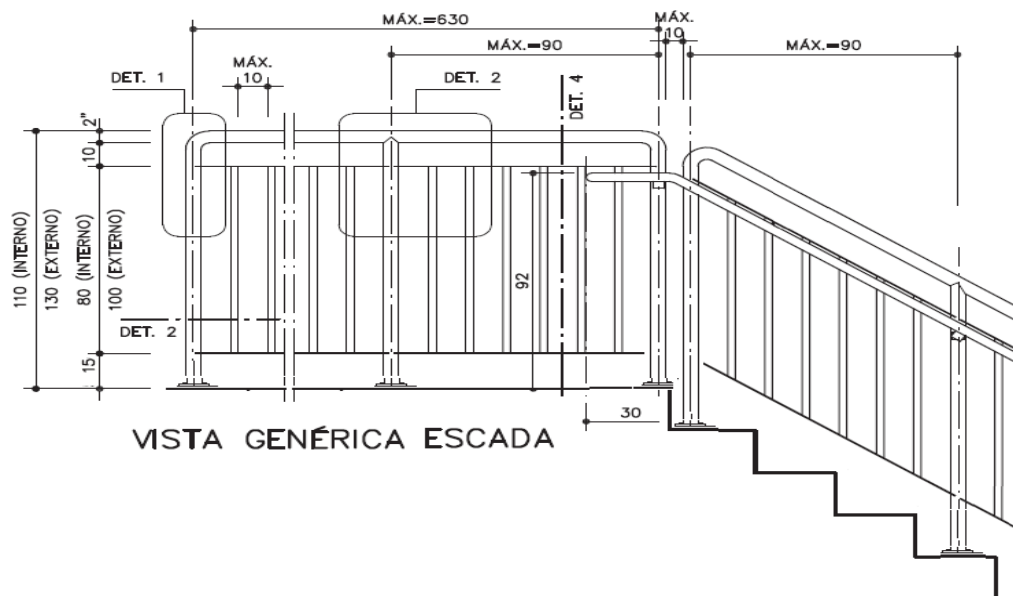 MÁX.=630
MÁX.
10
MÁX.=90
MÁX.=90
MÁX.
10
DET. 1
DET. 2
DET. 4
2"
10
110 (INTERNO)
130 (EXTERNO)
80 (INTERNO)
100 (EXTERNO)
92
DET. 2
15
30
VISTA GENÉRICA ESCADA